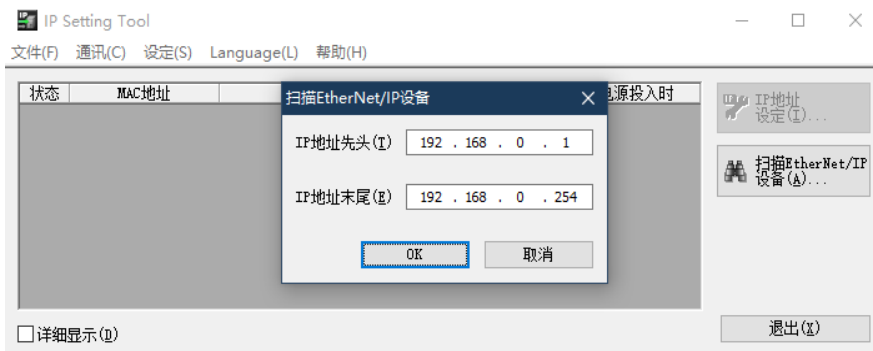 IP Setting Tool
文件(F) 通讯(C) 设定(S) Language(L) 帮助(H)
状态 MAC地址 电源投入时
扫描EtherNet/IP设备
IP地址先头(T) 192 . 168 . 0 . 1
IP地址末尾(E) 192 . 168 . 0 . 254
OK 取消
IP地址
设定(I)...
扫描EtherNet/IP
设备(A)...
详细显示(D)
退出(X)